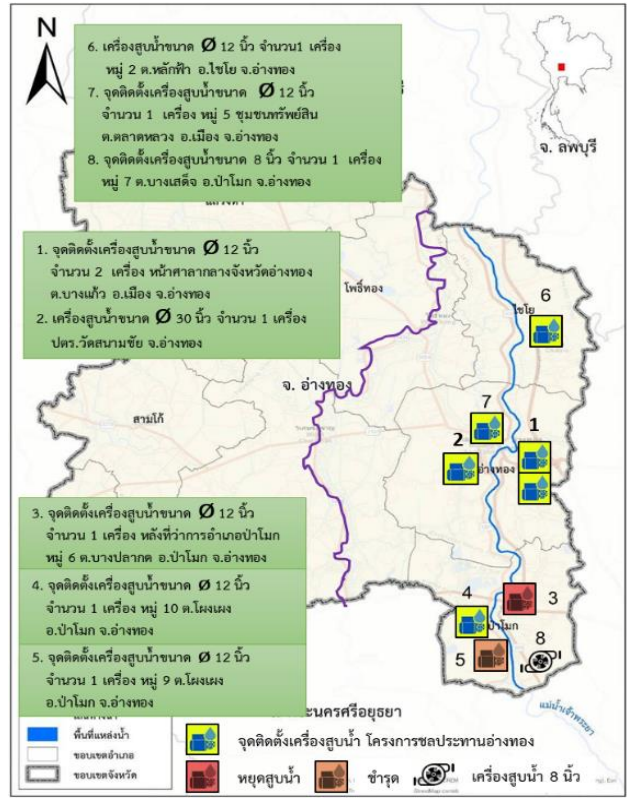 N
6. เครื่องสูบน้ำขนาด Ø 12 นิ้ว จำนวน1 เครื่อง
หมู่ 2 ต.หลักฟ้า อ.ไชโย จ.อ่างทอง
7. จุดติดตั้งเครื่องสูบน้ำขนาด Ø 12 นิ้ว
จำนวน 1 เครื่อง หมู่ 5 ชุมชนทรัพย์สิน
ต.ตลาดหลวง อ.เมือง จ.อ่างทอง
8. จุดติดตั้งเครื่องสูบน้ำขนาด 8 นิ้ว จำนวน 1 เครื่อง
หมู่ 7 ต.บางเสด็จ อ.ป่าโมก จ.อ่างทอง
จ. ลพบุรี
1. จุดติดตั้งเครื่องสูบน้ำขนาด Ø 12 นิ้ว
จำนวน 2 เครื่อง หน้าศาลากลางจังหวัดอ่างทอง
ต.บางแก้ว อ.เมือง จ.อ่างทอง
2. เครื่องสูบน้ำขนาด Ø 30 นิ้ว จำนวน 1 เครื่อง
ปตร.วัดสนามชัย จ.อ่างทอง
โพธิ์ทอง
6
ไชโย
จ. อ่างทอง
สามโก้
7
1
2
อ่างทอง
3. จุดติดตั้งเครื่องสูบน้ำขนาด Ø 12 นิ้ว
จำนวน 1 เครื่อง หลังที่ว่าการอำเภอป่าโมก
หมู่ 6 ต.บางปลากด อ.ป่าโมก จ.อ่างทอง
4. จุดติดตั้งเครื่องสูบน้ำขนาด Ø 12 นิ้ว
จำนวน 1 เครื่อง หมู่ 10 ต.โผงเผง
อ.ป่าโมก จ.อ่างทอง
5. จุดติดตั้งเครื่องสูบน้ำขนาด Ø 12 นิ้ว
จำนวน 1 เครื่อง หมู่ 9 ต.โผงเผง
อ.ป่าโมก จ.อ่างทอง
3
4
ป่าโมก
5
8
แม่น้ำเจ้าพระยา
ะนครศรีอยุธยา
พื้นที่แหล่งน้ำ
ขอบเขตอำเภอ
ขอบเขตจังหวัด
จุดติดตั้งเครื่องสูบน้ำ โครงการชลประทานอ่างทอง
หยุดสูบน้ำ
ชำรุด
เครื่องสูบน้ำ 8 นิ้ว